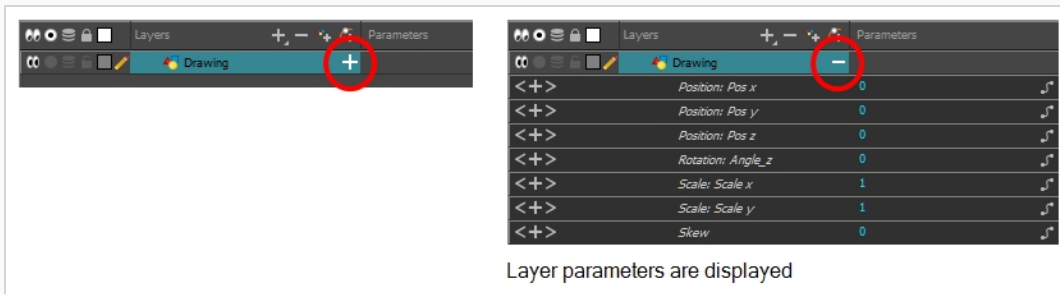 Layers Parameters
Drawing
Layers Parameters
Drawing
Position: Pos x 0
Position: Pos y 0
Position: Pos z 0
Rotation: Angle_z 0
Scale: Scale x 1
Scale: Scale y 1
Skew 0
Layer parameters are displayed